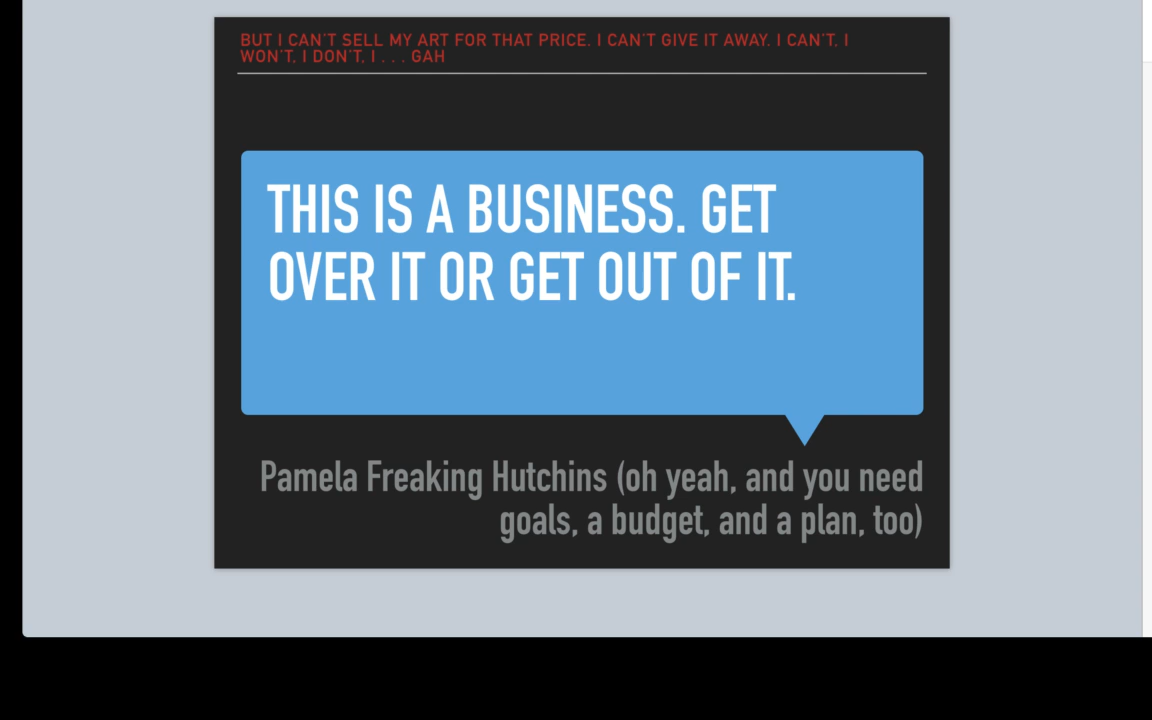 BUT I CAN'T SELL MY ART FOR THAT PRICE. I CAN'T GIVE IT AWAY. I CAN'T, I
WON'T, I DON'T, I . . . GAH
THIS IS A BUSINESS. GET
OVER IT OR GET OUT OF IT.
Pamela Freaking Hutchins (oh yeah, and you need
goals, a budget, and a plan, too)